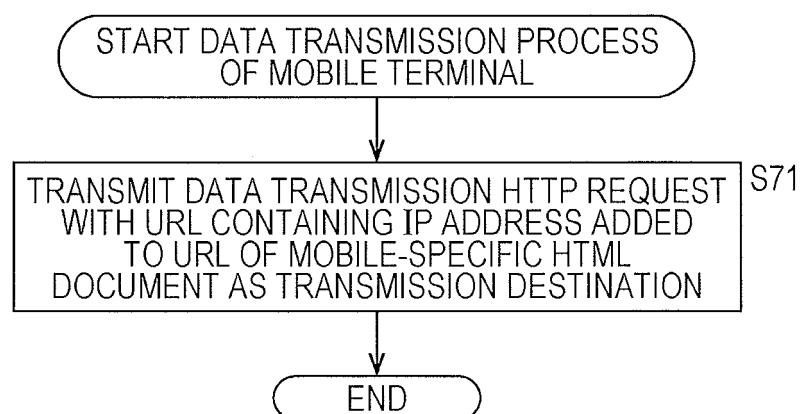 START DATA TRANSMISSION PROCESS
OF MOBILE TERMINAL
S71
TRANSMIT DATA TRANSMISSION HTTP REQUEST
WITH URL CONTAINING IP ADDRESS ADDED
TO URL OF MOBILE-SPECIFIC HTML
DOCUMENT AS TRANSMISSION DESTINATION
END